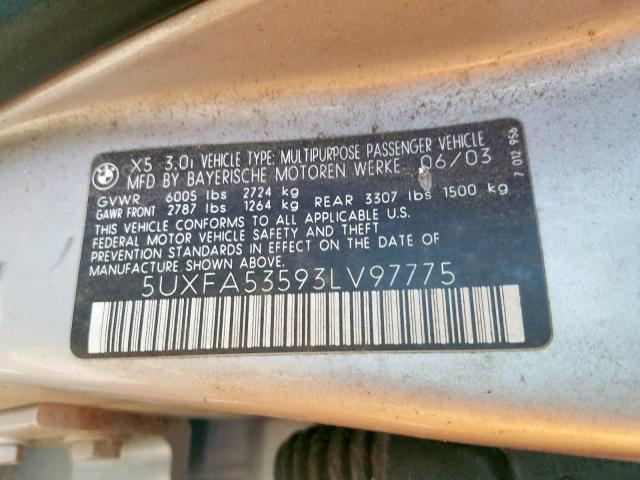 X5 3.0i VEHICLE TYPE: MULTIPURPOSE PASSENGER VEHICLE
MFD BY BAYERISCHE MOTOREN WERKE 06/03
GVWR 6005 lbs 2724 kg
GAWR FRONT 2787 lbs 1264 kg REAR 3307 lbs 1500 kg
THIS VEHICLE CONFORMS TO ALL APPLICABLE U.S.
FEDERAL MOTOR VEHICLE SAFETY AND THEFT
PREVENTION STANDARDS IN EFFECT ON THE DATE OF
MANUFACTURE SHOWN ABOVE.
5UXFA53593LV97775
7 012 956